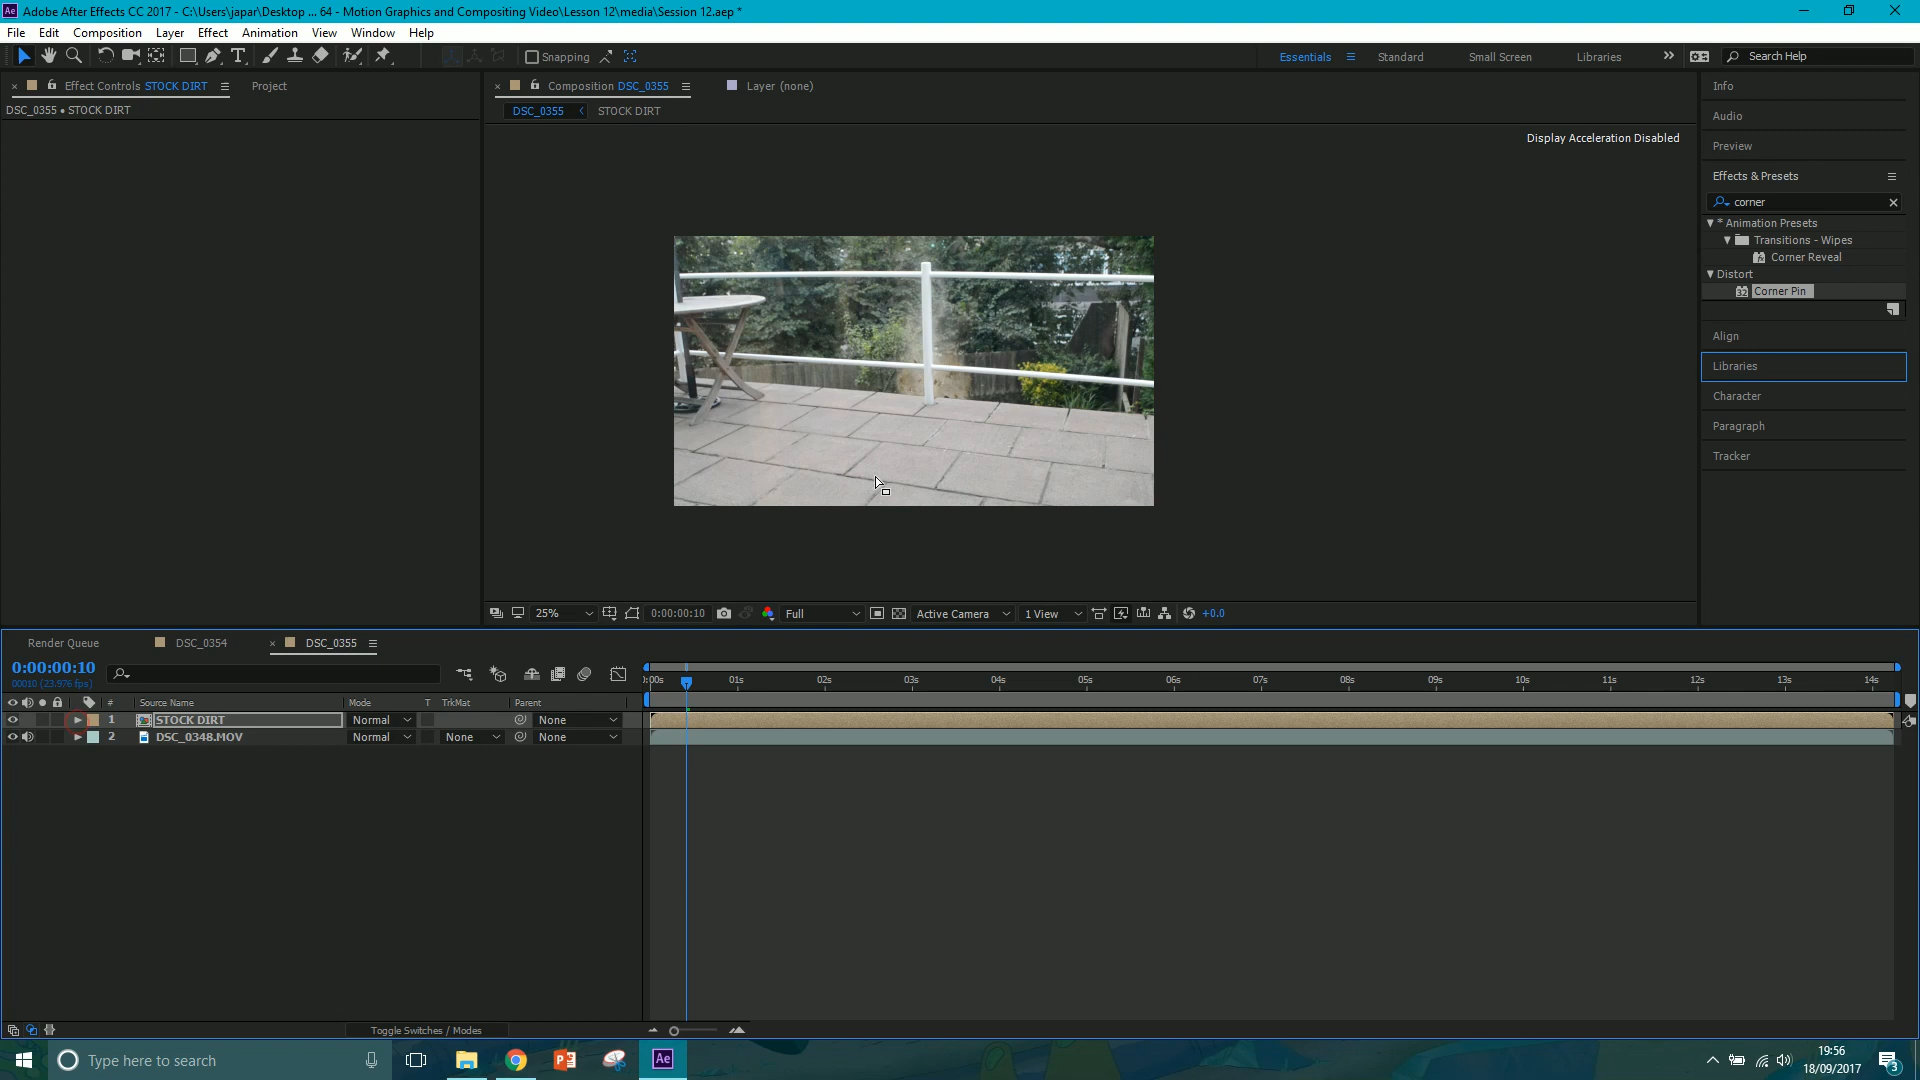 Adobe After Effects CC 2017 - C:\Users\japar\Desktop ... 64 - Motion Graphics and Compositing Video\Lesson 12\media\Session 12.aep *
File Edit Composition Layer Effect Animation View Window Help
Snapping
Essentials Standard Small Screen Libraries Search Help
Effect Controls STOCK DIRT Project
Composition DSC_0355 Layer (none)
DSC_0355 • STOCK DIRT
DSC_0355 STOCK DIRT
Display Acceleration Disabled
Info
Audio
Preview
Effects & Presets
corner
* Animation Presets
Transitions - Wipes
Corner Reveal
Distort
32 Corner Pin
Align
Libraries
Character
Paragraph
Tracker
25% 0:00:00:10 Full Active Camera 1 View +0.0
Render Queue DSC_0354 DSC_0355
0:00:00:10
00010 (23.976 fps)
# Source Name Mode T TrkMat Parent
1 STOCK DIRT Normal None
2 DSC_0348.MOV Normal None None
):00s 01s 02s 03s 04s 05s 06s 07s 08s 09s 10s 11s 12s 13s 14s
Toggle Switches / Modes
Type here to search
Ae
19:56
18/09/2017
3